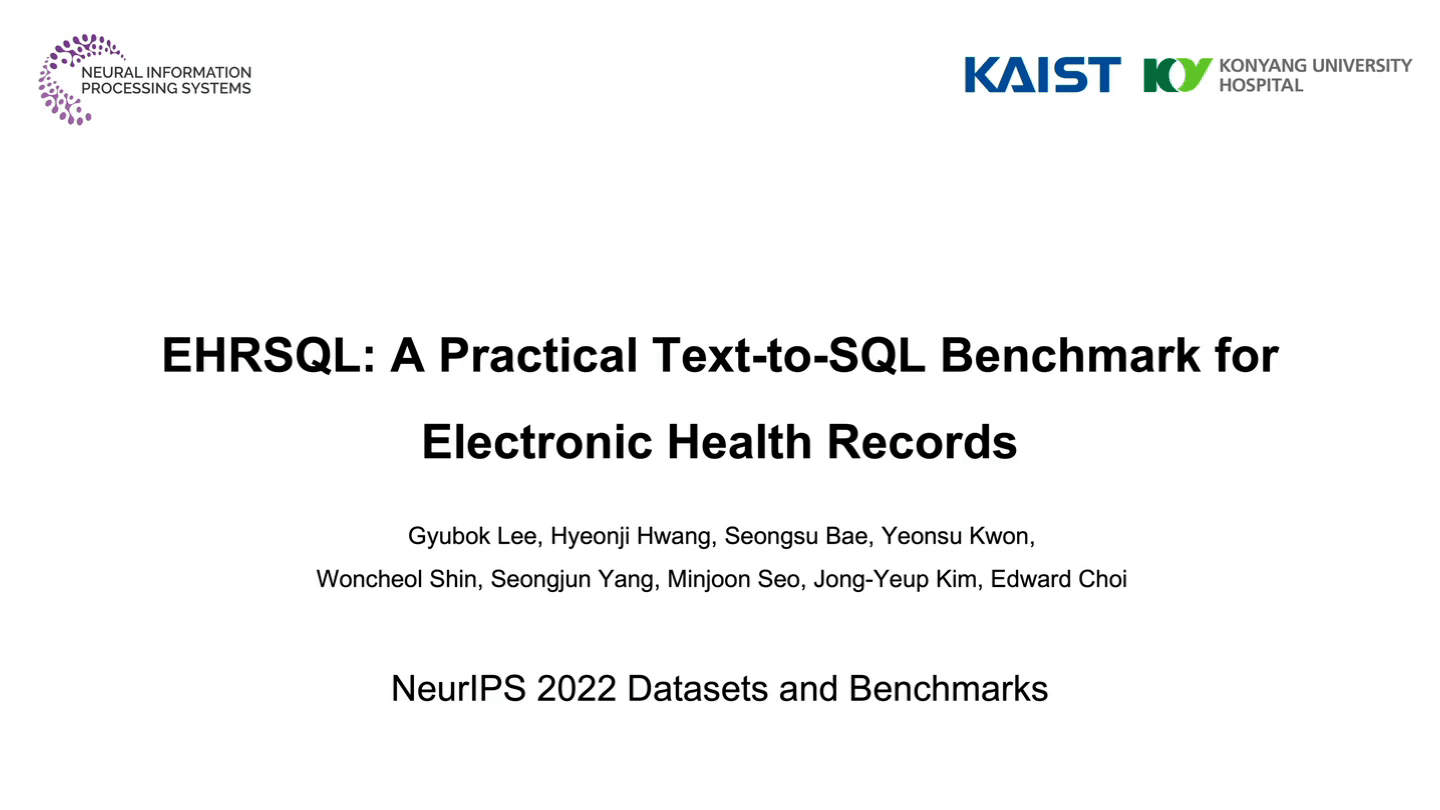 NEURAL INFORMATION
PROCESSING SYSTEMS
KAIST
KY
KONYANG UNIVERSITY
HOSPITAL
EHRSQL: A Practical Text-to-SQL Benchmark for
Electronic Health Records
Gyubok Lee, Hyeonji Hwang, Seongsu Bae, Yeonsu Kwon,
Woncheol Shin, Seongjun Yang, Minjoon Seo, Jong-Yeup Kim, Edward Choi
NeurIPS 2022 Datasets and Benchmarks